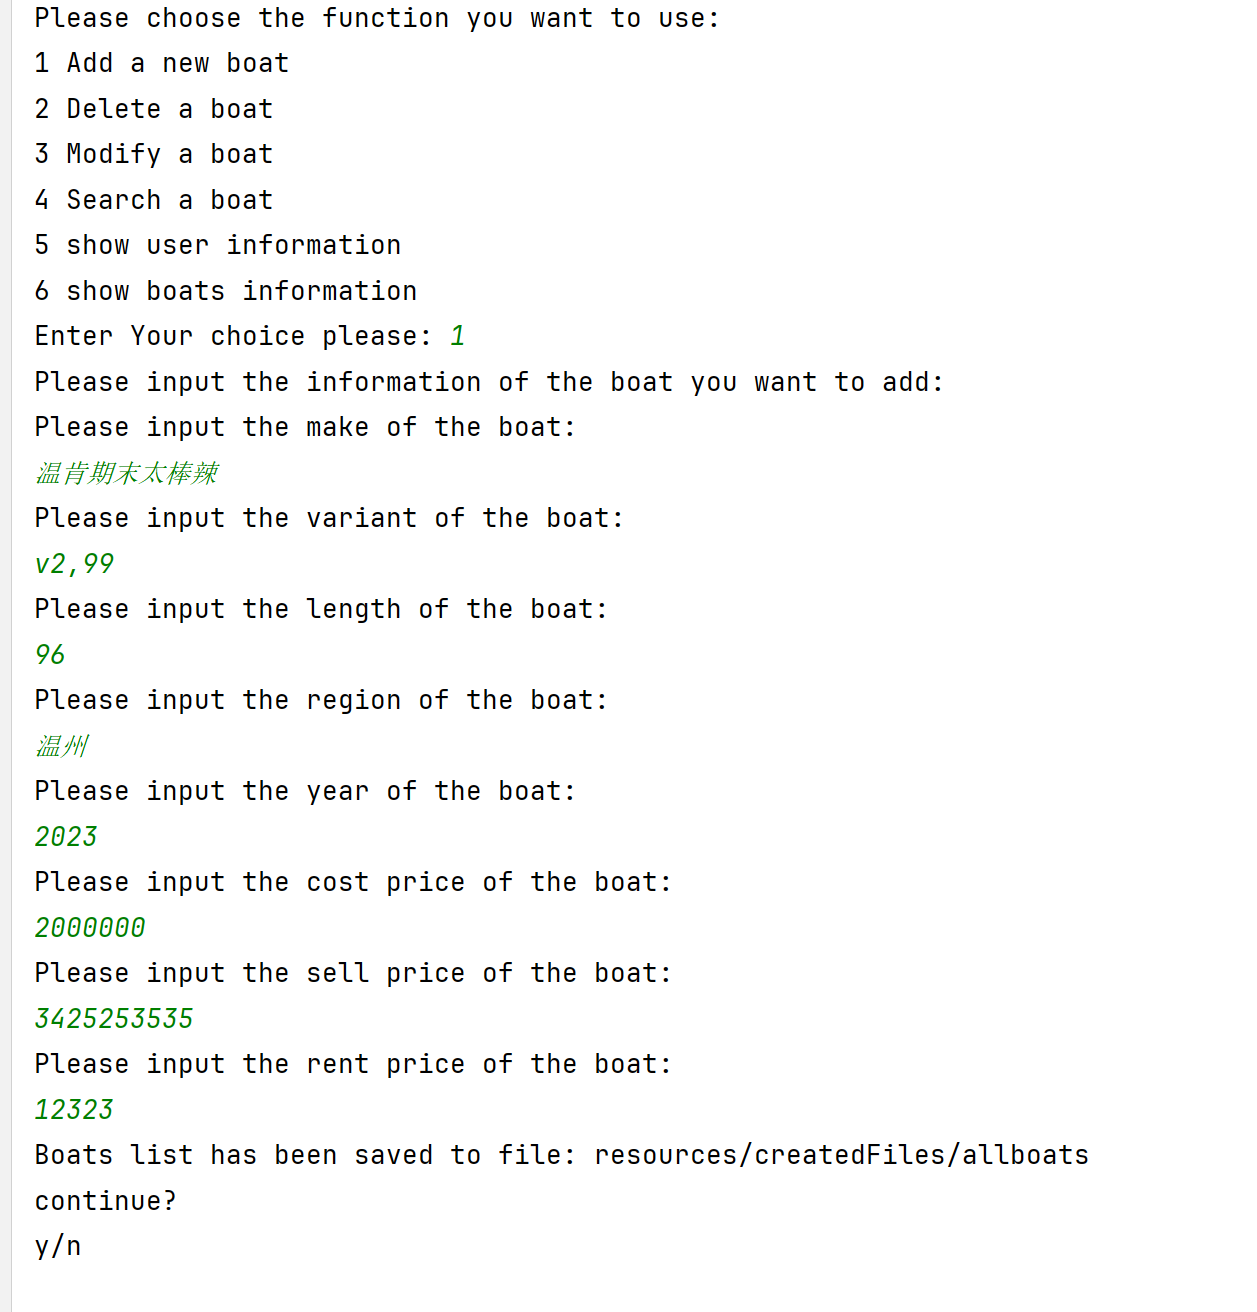 Please choose the function you want to use:
1 Add a new boat
2 Delete a boat
3 Modify a boat
4 Search a boat
5 show user information
6 show boats information
Enter Your choice please: 1
Please input the information of the boat you want to add:
Please input the make of the boat:
温肯期末太棒辣
Please input the variant of the boat:
v2,99
Please input the length of the boat:
96
Please input the region of the boat:
温州
Please input the year of the boat:
2023
Please input the cost price of the boat:
2000000
Please input the sell price of the boat:
3425253535
Please input the rent price of the boat:
12323
Boats list has been saved to file: resources/createdFiles/allboats
continue?
y/n